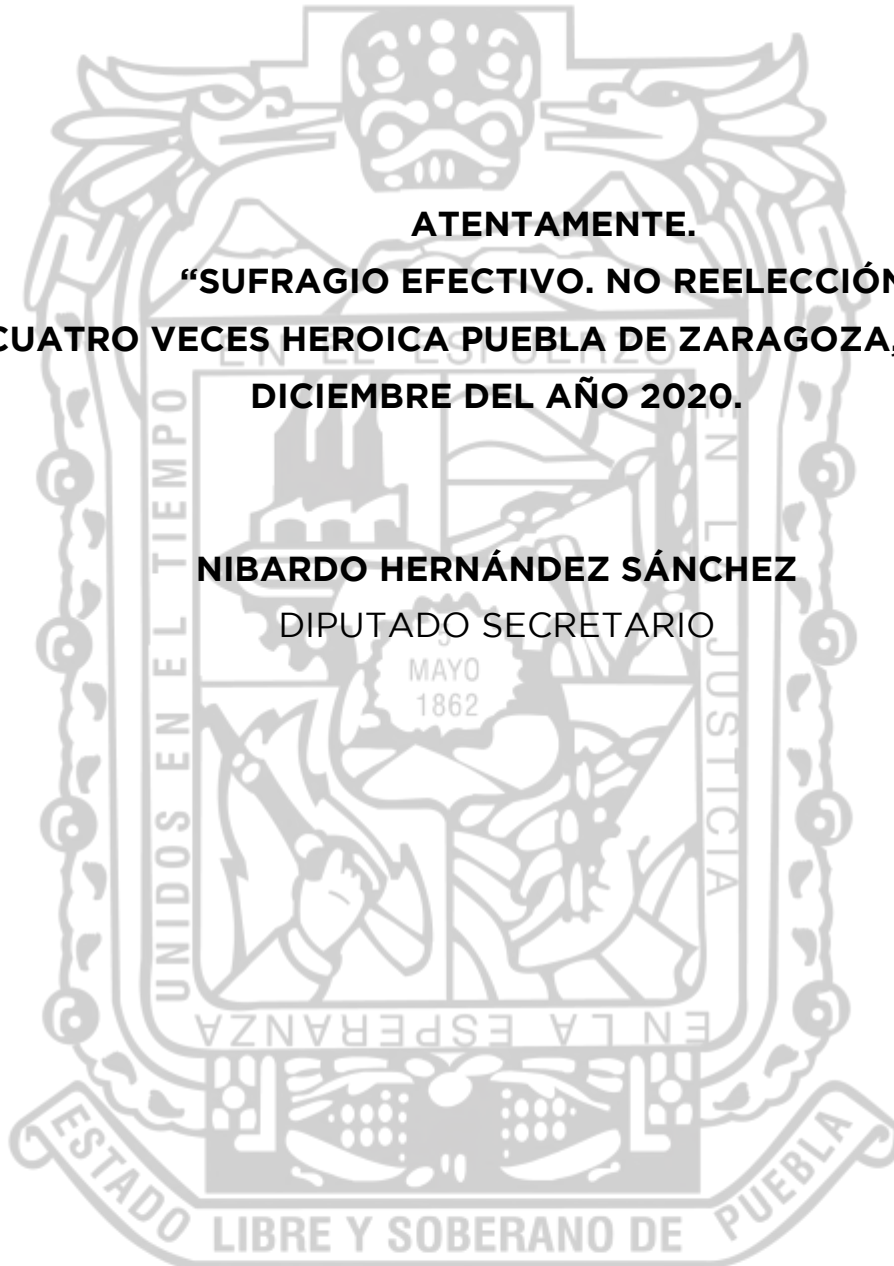 ATENTAMENTE.
“SUFRAGIO EFECTIVO. NO REELECCIÓN
CUATRO VECES HEROICA PUEBLA DE ZARAGOZA,
DICIEMBRE DEL AÑO 2020.
NIBARDO HERNÁNDEZ SÁNCHEZ
DIPUTADO SECRETARIO
MAYO
1862
UNIDOS EN EL TIEMPO
EN EL ESFUERZO
EN LA JUSTICIA
EN LA ESPERANZA
ESTADO LIBRE Y SOBERANO DE PUEBLA